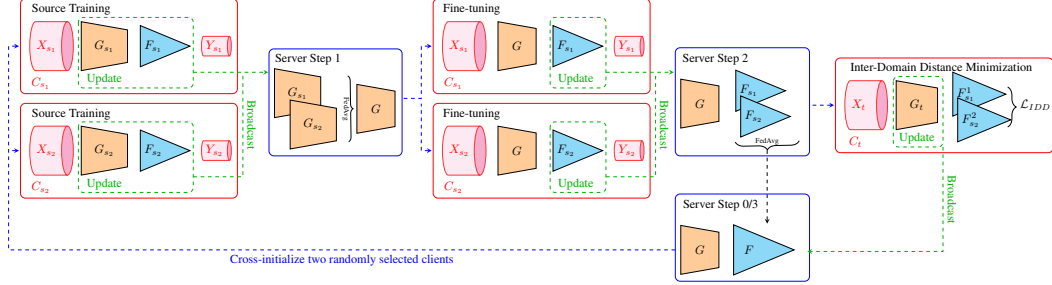 Source Training
X_{s_1}
G_{s_1}
F_{s_1}
Y_{s_1}
C_{s_1}
Update
Source Training
X_{s_2}
G_{s_2}
F_{s_2}
Y_{s_2}
C_{s_2}
Update
Broadcast
Server Step 1
G_{s_1}
G_{s_2}
FedAvg
G
Fine-tuning
X_{s_1}
G
F_{s_1}
Y_{s_1}
C_{s_1}
Update
Fine-tuning
X_{s_2}
G
F_{s_2}
Y_{s_2}
C_{s_2}
Update
Broadcast
Server Step 2
G
F_{s_1}
F_{s_2}
FedAvg
Inter-Domain Distance Minimization
X_t
G_t
F^1_{s_1}
F^2_{s_2}
\mathcal{L}_{IDD}
C_t
Update
Broadcast
Server Step 0/3
G
F
Cross-initialize two randomly selected clients